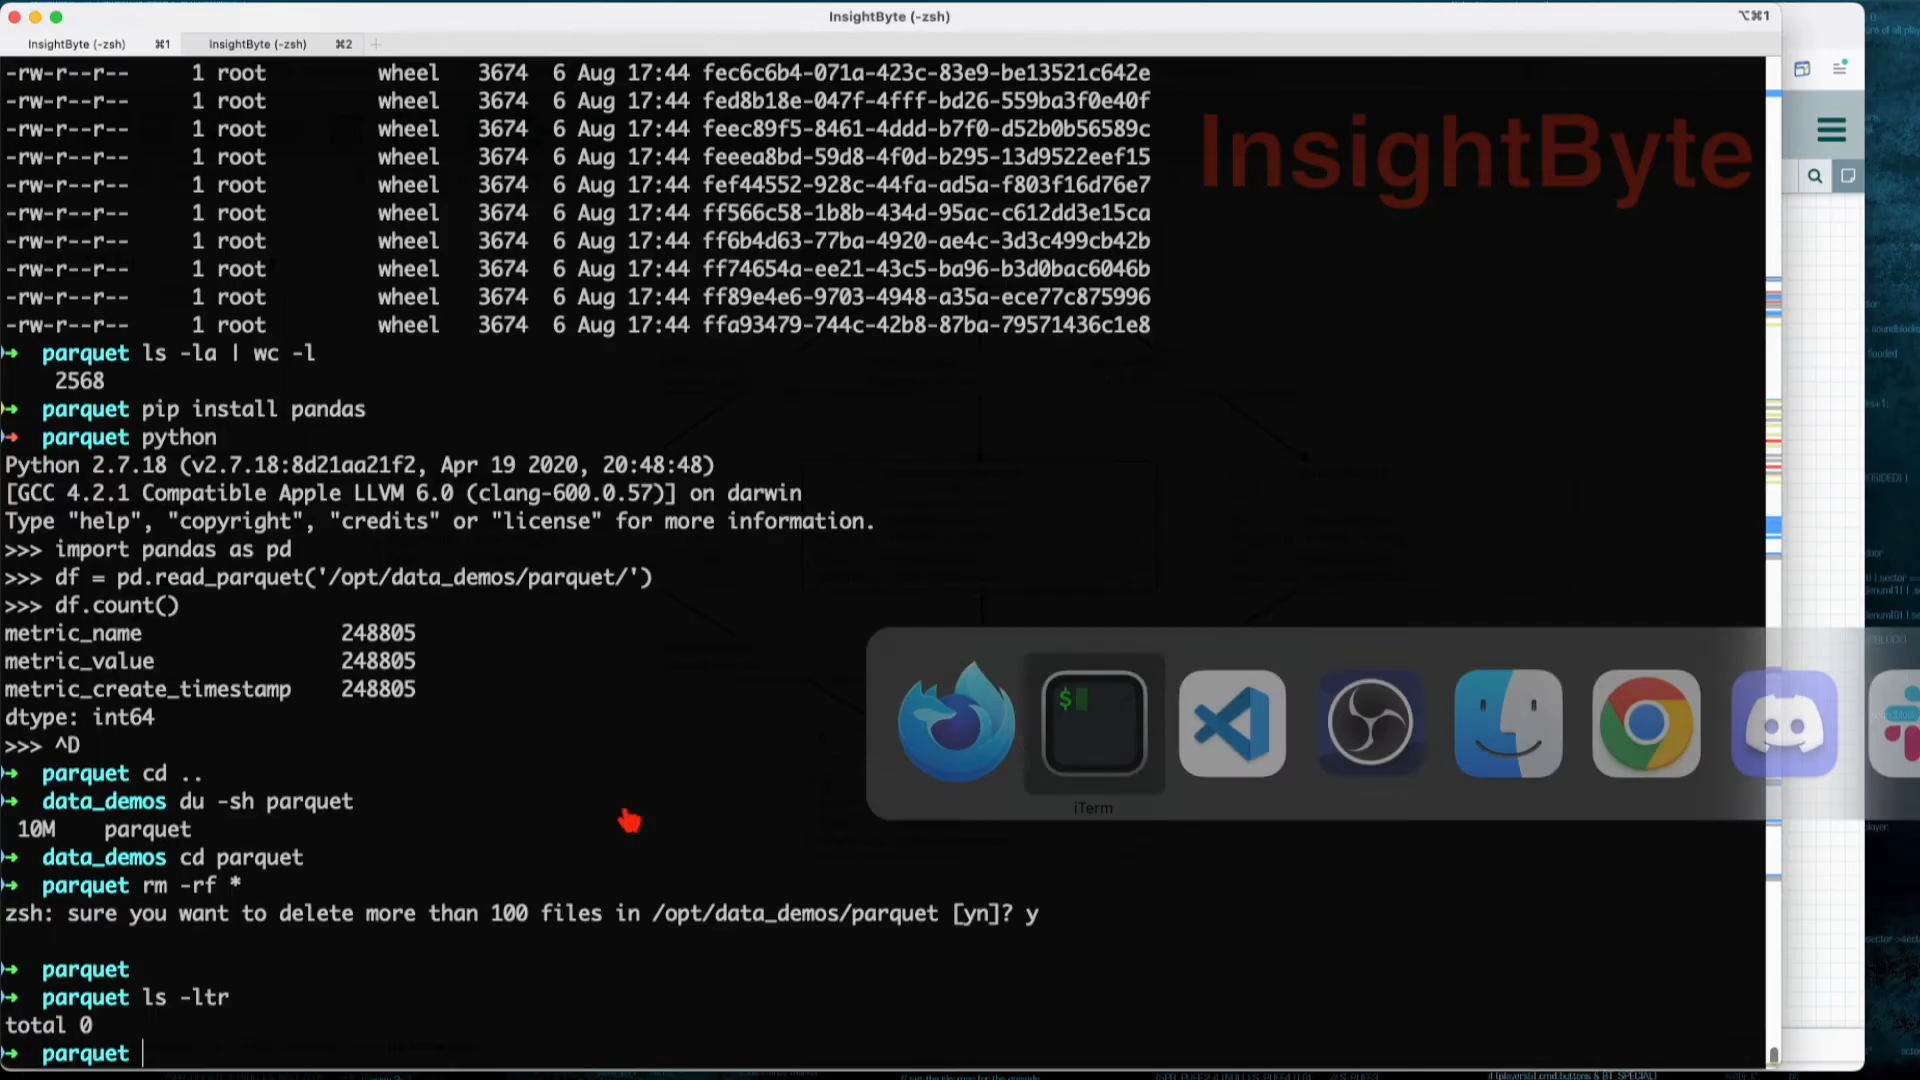 InsightByte (-zsh)
⌥⌘1
InsightByte (-zsh) ⌘1 InsightByte (-zsh) ⌘2 +
-rw-r--r-- 1 root wheel 3674 6 Aug 17:44 fec6c6b4-071a-423c-83e9-be13521c642e
-rw-r--r-- 1 root wheel 3674 6 Aug 17:44 fed8b18e-047f-4fff-bd26-559ba3f0e40f
-rw-r--r-- 1 root wheel 3674 6 Aug 17:44 feec89f5-8461-4ddd-b7f0-d52b0b56589c
-rw-r--r-- 1 root wheel 3674 6 Aug 17:44 feeea8bd-59d8-4f0d-b295-13d9522eef15
-rw-r--r-- 1 root wheel 3674 6 Aug 17:44 fef44552-928c-44fa-ad5a-f803f16d76e7
-rw-r--r-- 1 root wheel 3674 6 Aug 17:44 ff566c58-1b8b-434d-95ac-c612dd3e15ca
-rw-r--r-- 1 root wheel 3674 6 Aug 17:44 ff6b4d63-77ba-4920-ae4c-3d3c499cb42b
-rw-r--r-- 1 root wheel 3674 6 Aug 17:44 ff74654a-ee21-43c5-ba96-b3d0bac6046b
-rw-r--r-- 1 root wheel 3674 6 Aug 17:44 ff89e4e6-9703-4948-a35a-ece77c875996
-rw-r--r-- 1 root wheel 3674 6 Aug 17:44 ffa93479-744c-42b8-87ba-79571436c1e8
InsightByte
➜ parquet ls -la | wc -l
2568
➜ parquet pip install pandas
➜ parquet python
Python 2.7.18 (v2.7.18:8d21aa21f2, Apr 19 2020, 20:48:48)
[GCC 4.2.1 Compatible Apple LLVM 6.0 (clang-600.0.57)] on darwin
Type "help", "copyright", "credits" or "license" for more information.
>>> import pandas as pd
>>> df = pd.read_parquet('/opt/data_demos/parquet/')
>>> df.count()
metric_name 248805
metric_value 248805
metric_create_timestamp 248805
dtype: int64
>>> ^D
➜ parquet cd ..
➜ data_demos du -sh parquet
10M parquet
➜ data_demos cd parquet
➜ parquet rm -rf *
zsh: sure you want to delete more than 100 files in /opt/data_demos/parquet [yn]? y
➜ parquet
➜ parquet ls -ltr
total 0
➜ parquet
$
iTerm